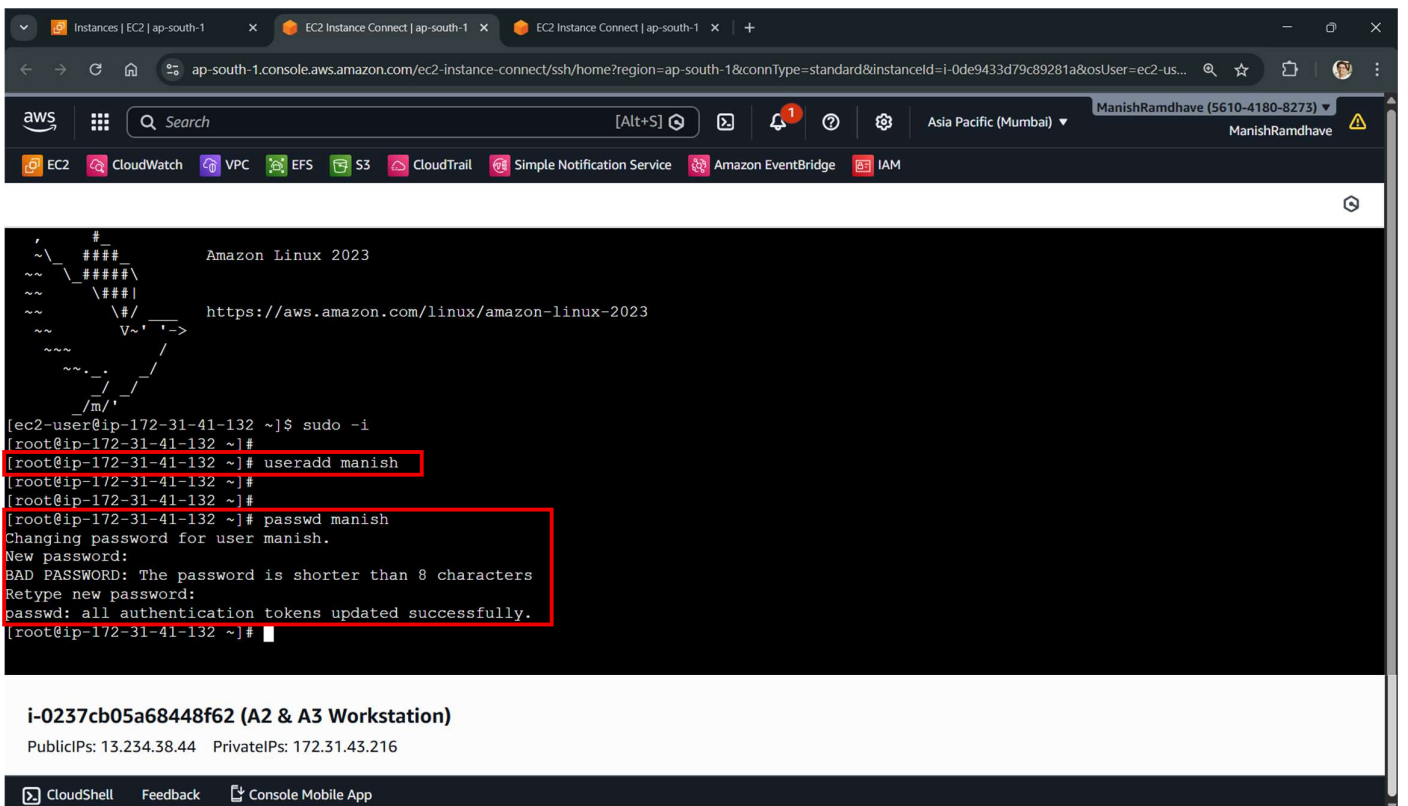 Instances | EC2 | ap-south-1
EC2 Instance Connect | ap-south-1
EC2 Instance Connect | ap-south-1
ap-south-1.console.aws.amazon.com/ec2-instance-connect/ssh/home?region=ap-south-1&connType=standard&instanceId=i-0de9433d79c89281a&osUser=ec2-us...
aws
Search
[Alt+S]
1
Asia Pacific (Mumbai) ▼
ManishRamdhave (5610-4180-8273) ▼
ManishRamdhave
EC2 CloudWatch VPC EFS S3 CloudTrail Simple Notification Service Amazon EventBridge IAM
   ,     #_
   ~\_  ####_        Amazon Linux 2023
  ~~  \_#####\
  ~~     \###|
  ~~       \#/ ___   https://aws.amazon.com/linux/amazon-linux-2023
   ~~       V~' '->
    ~~~         /
      ~~._.   _/
         _/ _/
       _/m/'
[ec2-user@ip-172-31-41-132 ~]$ sudo -i
[root@ip-172-31-41-132 ~]#
[root@ip-172-31-41-132 ~]# useradd manish
[root@ip-172-31-41-132 ~]#
[root@ip-172-31-41-132 ~]#
[root@ip-172-31-41-132 ~]# passwd manish
Changing password for user manish.
New password:
BAD PASSWORD: The password is shorter than 8 characters
Retype new password:
passwd: all authentication tokens updated successfully.
[root@ip-172-31-41-132 ~]#
i-0237cb05a68448f62 (A2 & A3 Workstation)
PublicIPs: 13.234.38.44 PrivateIPs: 172.31.43.216
CloudShell Feedback Console Mobile App